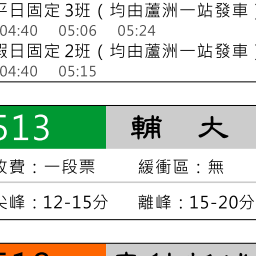 平日固定3班（均由蘆洲一站發車）
04:40 05:06 05:24
假日固定2班（均由蘆洲一站發車）
04:40 05:15
513 輔大
收費：一段票 緩衝區：無
尖峰：12-15分 離峰：15-20分